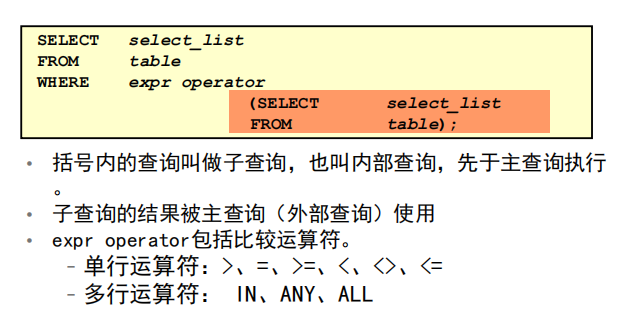 SELECT select_list
FROM table
WHERE expr operator
(SELECT select_list
FROM table);
• 括号内的查询叫做子查询，也叫内部查询，先于主查询执行
。
• 子查询的结果被主查询（外部查询）使用
• expr operator包括比较运算符。
－单行运算符：>、=、>=、<、<>、<=
－多行运算符： IN、ANY、ALL